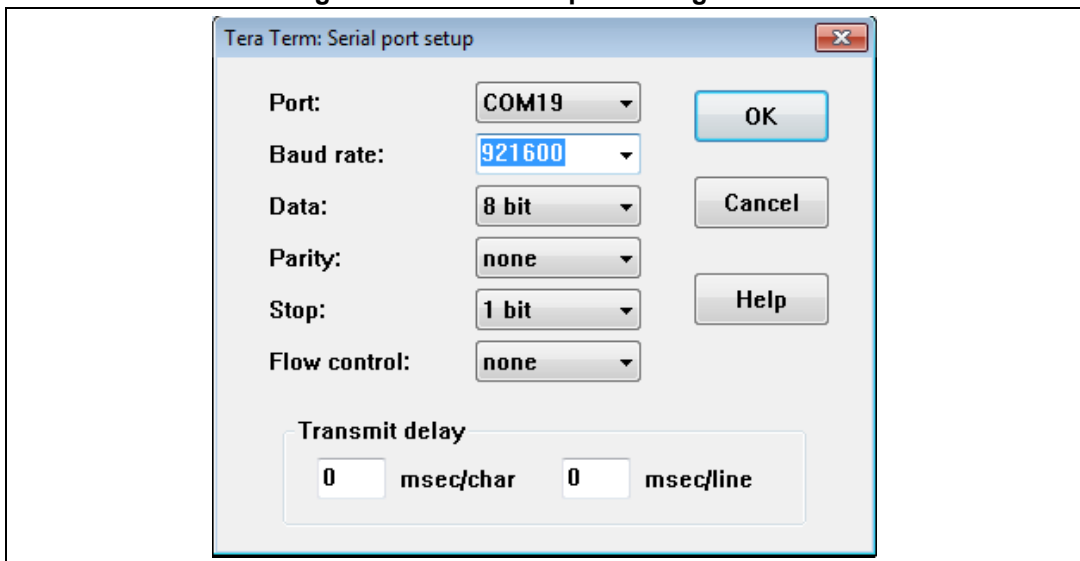 Tera Term: Serial port setup
Port: COM19 OK
Baud rate: 921600
Data: 8 bit Cancel
Parity: none
Stop: 1 bit Help
Flow control: none
Transmit delay
0 msec/char 0 msec/line